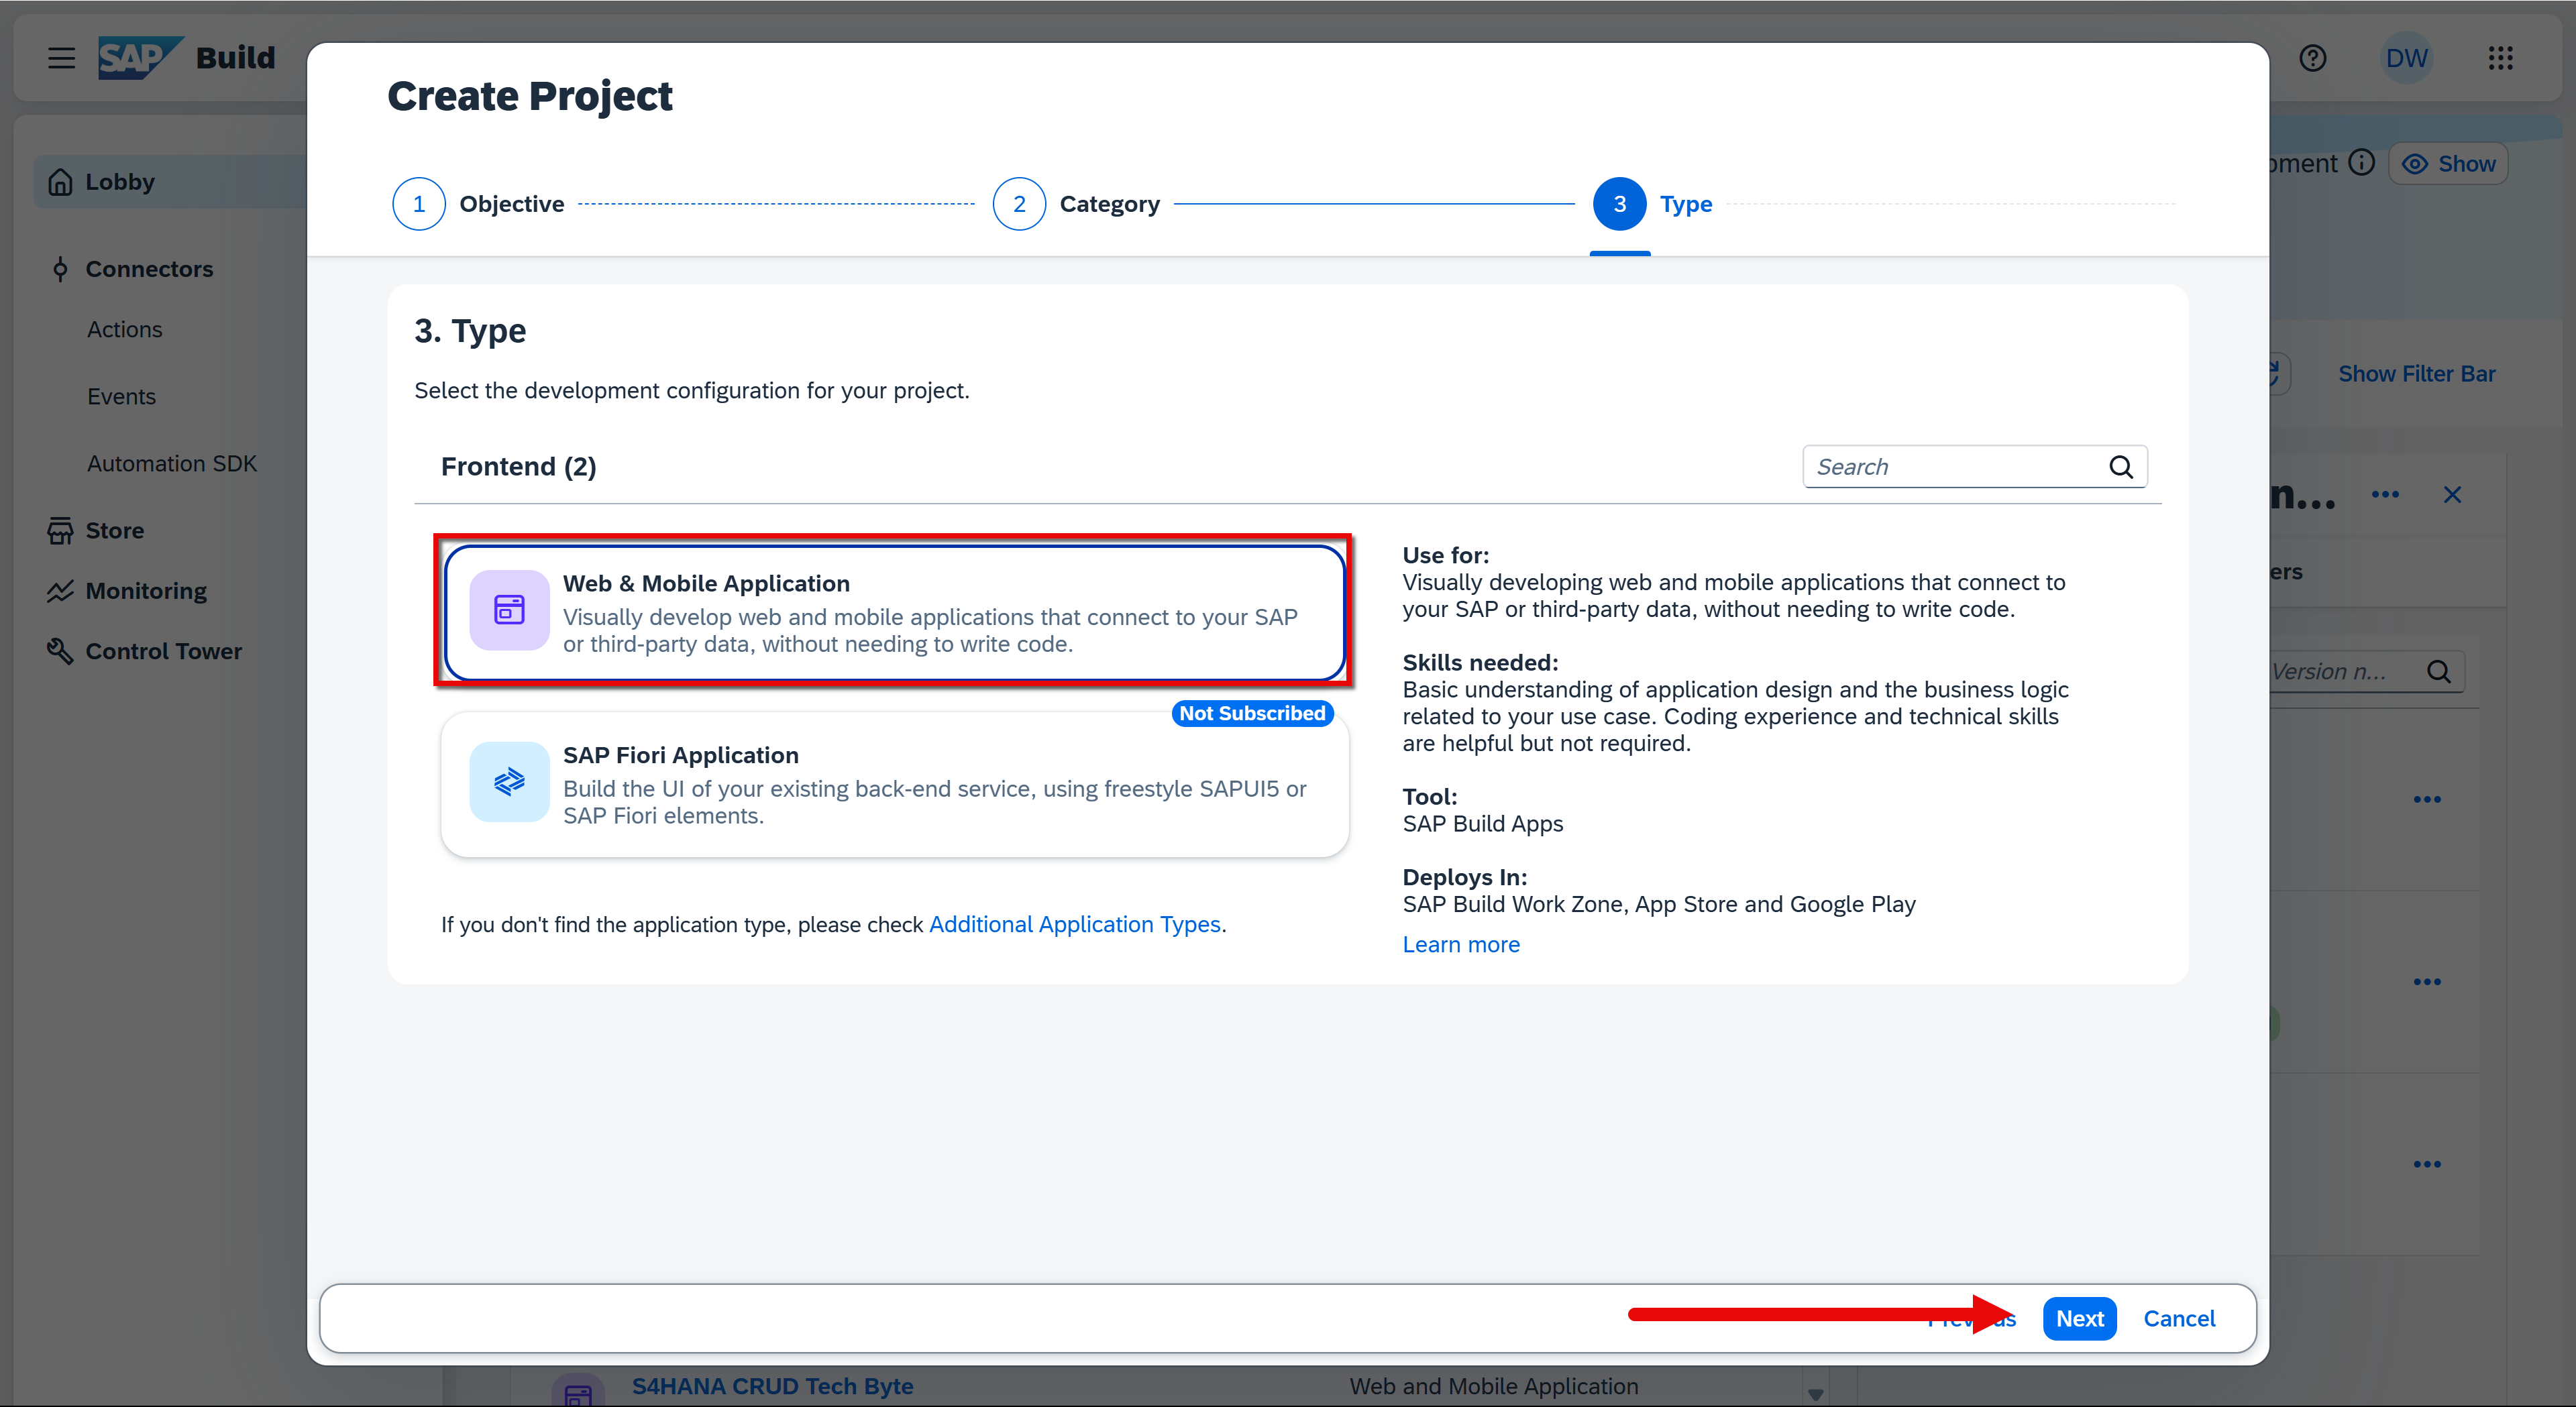 SAP Build
Create Project
DW
1 Objective
2 Category
3 Type
Lobby
Connectors
Actions
Events
Automation SDK
Store
Monitoring
Control Tower
Show
Show Filter Bar
3. Type
Select the development configuration for your project.
Frontend (2)
Search
Web & Mobile Application
Visually develop web and mobile applications that connect to your SAP
or third-party data, without needing to write code.
Not Subscribed
SAP Fiori Application
Build the UI of your existing back-end service, using freestyle SAPUI5 or
SAP Fiori elements.
If you don't find the application type, please check Additional Application Types.
Use for:
Visually developing web and mobile applications that connect to
your SAP or third-party data, without needing to write code.
Skills needed:
Basic understanding of application design and the business logic
related to your use case. Coding experience and technical skills
are helpful but not required.
Tool:
SAP Build Apps
Deploys In:
SAP Build Work Zone, App Store and Google Play
Learn more
n...
ers
Version n...
Next
Cancel
S4HANA CRUD Tech Byte
Web and Mobile Application